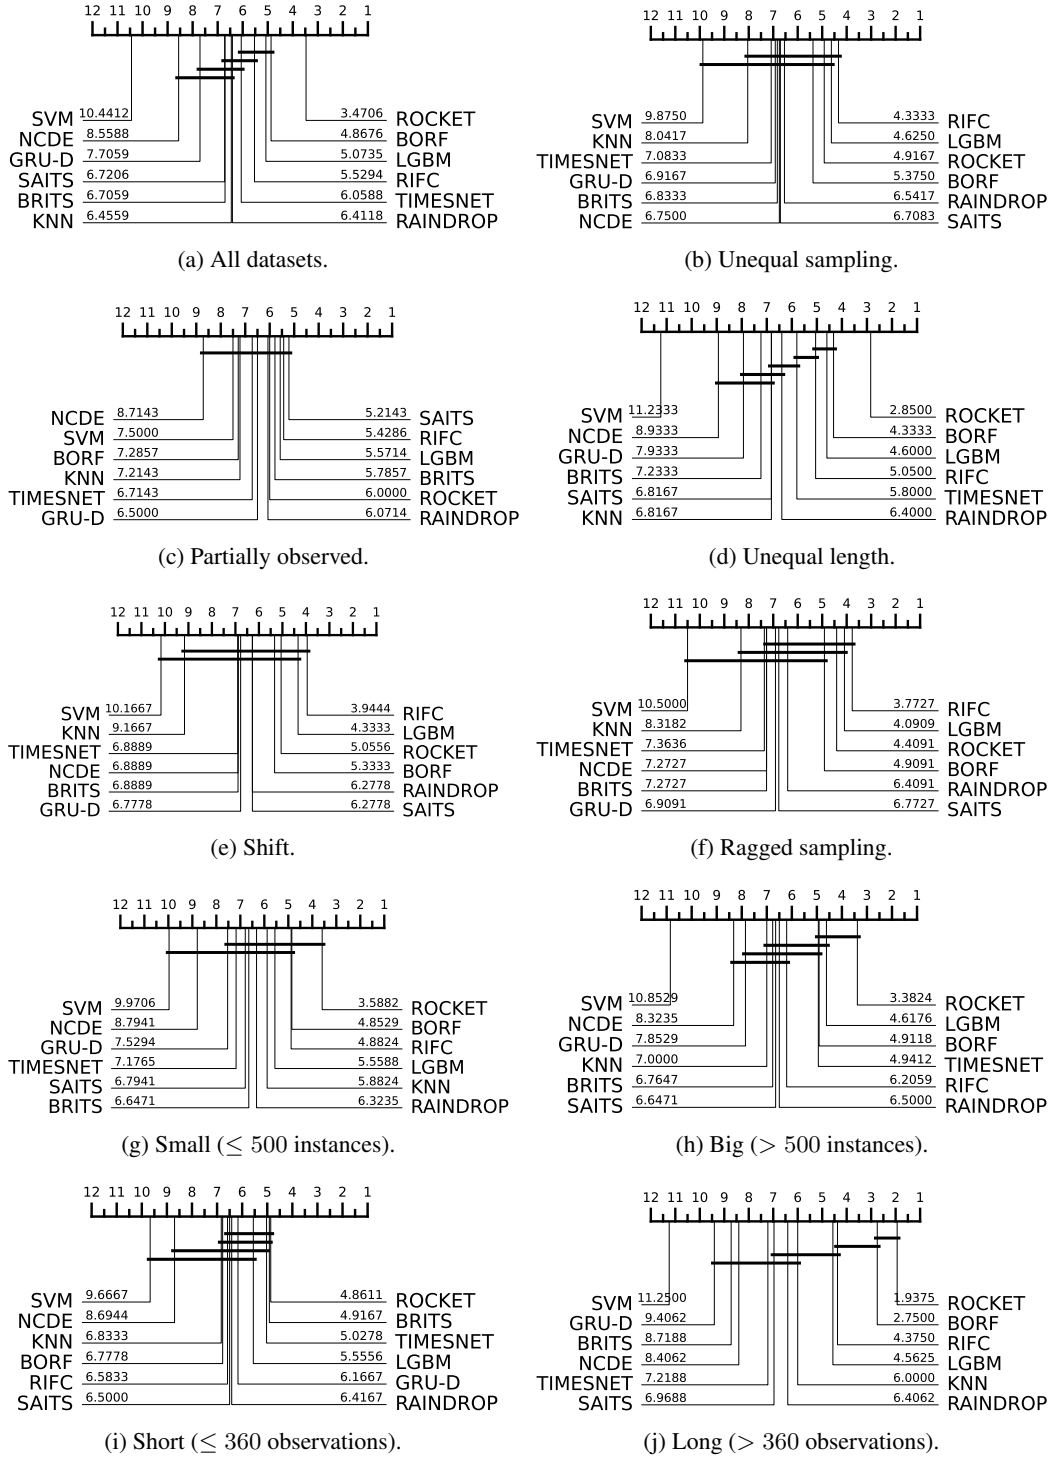 12 11 10 9 8 7 6 5 4 3 2 1
SVM 10.4412 3.4706 ROCKET
NCDE 8.5588 4.8676 BORF
GRU-D 7.7059 5.0735 LGBM
SAITS 6.7206 5.5294 RIFC
BRITS 6.7059 6.0588 TIMESNET
KNN 6.4559 6.4118 RAINDROP
(a) All datasets.
12 11 10 9 8 7 6 5 4 3 2 1
SVM 9.8750 4.3333 RIFC
KNN 8.0417 4.6250 LGBM
TIMESNET 7.0833 4.9167 ROCKET
GRU-D 6.9167 5.3750 BORF
BRITS 6.8333 6.5417 RAINDROP
NCDE 6.7500 6.7083 SAITS
(b) Unequal sampling.
12 11 10 9 8 7 6 5 4 3 2 1
NCDE 8.7143 5.2143 SAITS
SVM 7.5000 5.4286 RIFC
BORF 7.2857 5.5714 LGBM
KNN 7.2143 5.7857 BRITS
TIMESNET 6.7143 6.0000 ROCKET
GRU-D 6.5000 6.0714 RAINDROP
(c) Partially observed.
12 11 10 9 8 7 6 5 4 3 2 1
SVM 11.2333 2.8500 ROCKET
NCDE 8.9333 4.3333 BORF
GRU-D 7.9333 4.6000 LGBM
BRITS 7.2333 5.0500 RIFC
SAITS 6.8167 5.8000 TIMESNET
KNN 6.8167 6.4000 RAINDROP
(d) Unequal length.
12 11 10 9 8 7 6 5 4 3 2 1
SVM 10.1667 3.9444 RIFC
KNN 9.1667 4.3333 LGBM
TIMESNET 6.8889 5.0556 ROCKET
NCDE 6.8889 5.3333 BORF
BRITS 6.8889 6.2778 RAINDROP
GRU-D 6.7778 6.2778 SAITS
(e) Shift.
12 11 10 9 8 7 6 5 4 3 2 1
SVM 10.5000 3.7727 RIFC
KNN 8.3182 4.0909 LGBM
TIMESNET 7.3636 4.4091 ROCKET
NCDE 7.2727 4.9091 BORF
BRITS 7.2727 6.4091 RAINDROP
GRU-D 6.9091 6.7727 SAITS
(f) Ragged sampling.
12 11 10 9 8 7 6 5 4 3 2 1
SVM 9.9706 3.5882 ROCKET
NCDE 8.7941 4.8529 BORF
GRU-D 7.5294 4.8824 RIFC
TIMESNET 7.1765 5.5588 LGBM
SAITS 6.7941 5.8824 KNN
BRITS 6.6471 6.3235 RAINDROP
(g) Small (≤ 500 instances).
12 11 10 9 8 7 6 5 4 3 2 1
SVM 10.8529 3.3824 ROCKET
NCDE 8.3235 4.6176 LGBM
GRU-D 7.8529 4.9118 BORF
KNN 7.0000 4.9412 TIMESNET
BRITS 6.7647 6.2059 RIFC
SAITS 6.6471 6.5000 RAINDROP
(h) Big (> 500 instances).
12 11 10 9 8 7 6 5 4 3 2 1
SVM 9.6667 4.8611 ROCKET
NCDE 8.6944 4.9167 BRITS
KNN 6.8333 5.0278 TIMESNET
BORF 6.7778 5.5556 LGBM
RIFC 6.5833 6.1667 GRU-D
SAITS 6.5000 6.4167 RAINDROP
(i) Short (≤ 360 observations).
12 11 10 9 8 7 6 5 4 3 2 1
SVM 11.2500 1.9375 ROCKET
GRU-D 9.4062 2.7500 BORF
BRITS 8.7188 4.3750 RIFC
NCDE 8.4062 4.5625 LGBM
TIMESNET 7.2188 6.0000 KNN
SAITS 6.9688 6.4062 RAINDROP
(j) Long (> 360 observations).